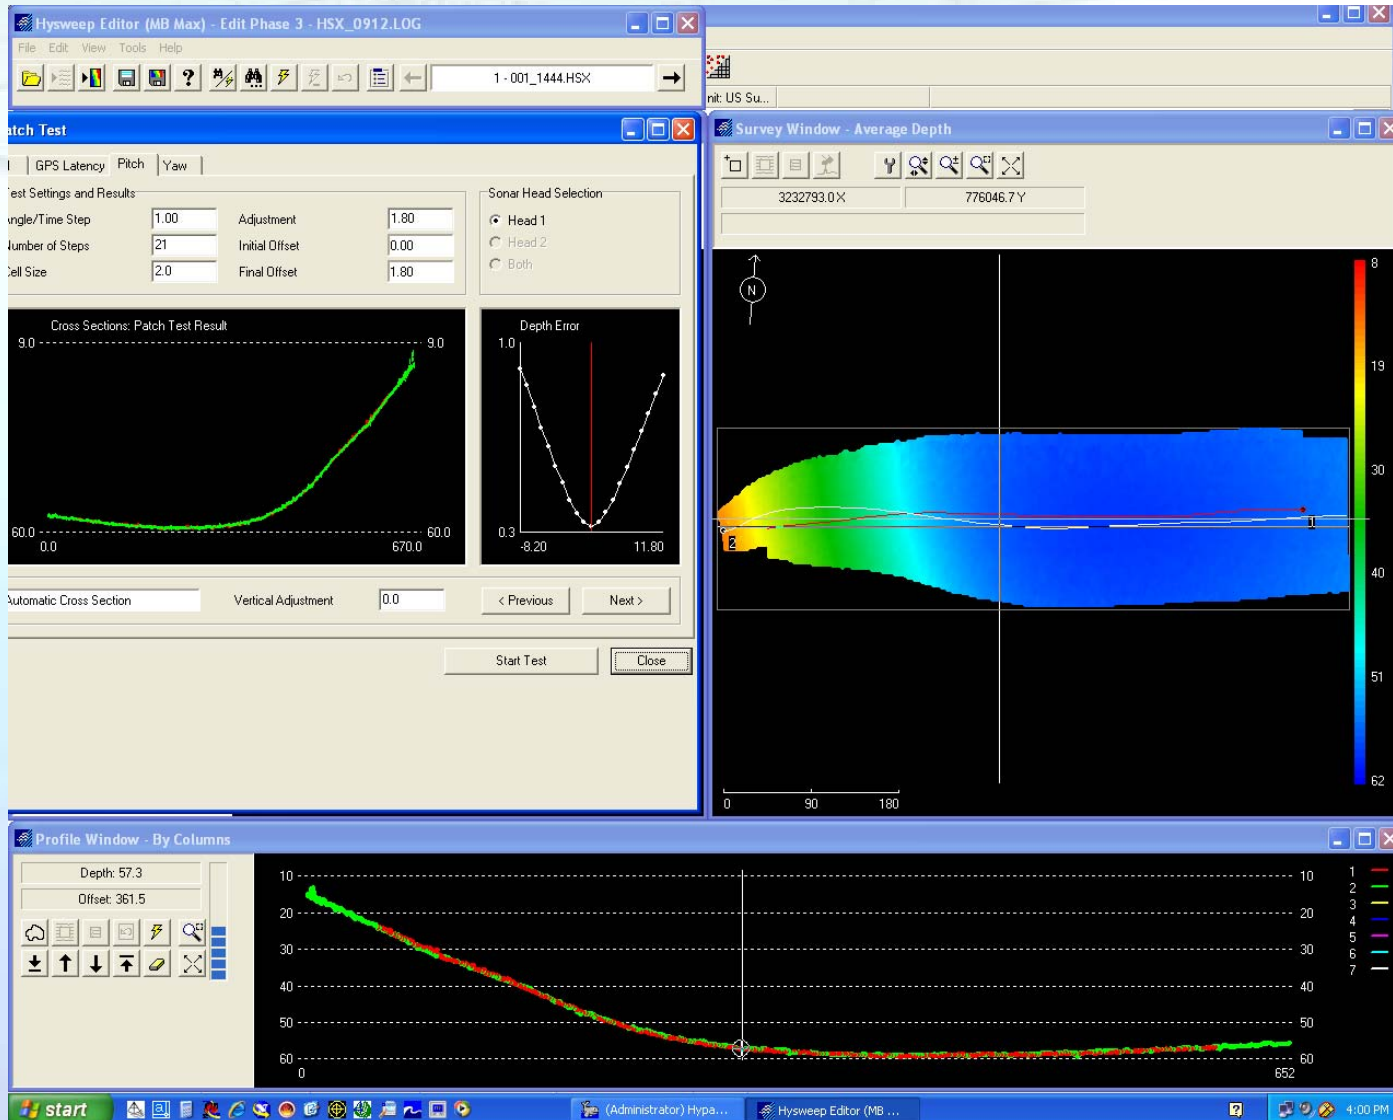 Hysweep Editor (MB Max) - Edit Phase 3 - HSX_0912.LOG
File Edit View Tools Help
1 - 001_1444.HSX
nit: US Su...
atch Test
GPS Latency Pitch Yaw
Test Settings and Results
Angle/Time Step 1.00 Adjustment 1.80
Number of Steps 21 Initial Offset 0.00
Cell Size 2.0 Final Offset 1.80
Sonar Head Selection
Head 1
Head 2
Both
Cross Sections: Patch Test Result
9.0 9.0
60.0 60.0
0.0 670.0
Depth Error
1.0
0.3
-8.20 11.80
Automatic Cross Section Vertical Adjustment 0.0 < Previous Next >
Start Test Close
Survey Window - Average Depth
3232793.0 X 776046.7 Y
N
8
19
30
40
51
62
2
1
0 90 180
Profile Window - By Columns
Depth: 57.3
Offset: 361.5
10 10
20 20
30 30
40 40
50 50
60 60
0 652
1
2
3
4
5
6
7
start
(Administrator) Hypa...
Hysweep Editor (MB ...
4:00 PM